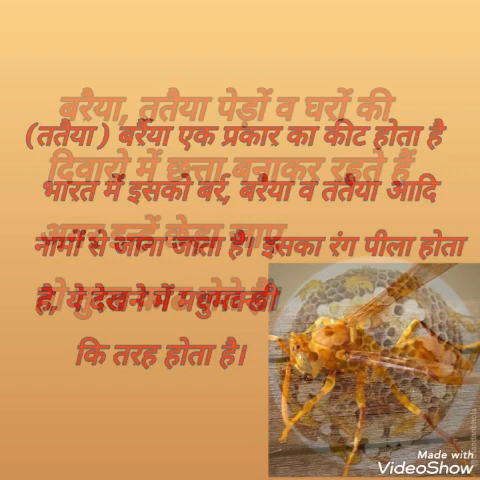 बरैया, ततैया पेड़ों व घरों की
(ततैया) बर्रैया एक प्रकार का कीट होता है
दिवारो में छत्ता बनाकर रहते हैं
भारत में इसको बर्र, बरैया व ततैया आदि
नामों से जाना जाता है। इसका रंग पीला होता
है, ये देखने में मधुमक्खी
कि तरह होता है।
Made with
VideoShow